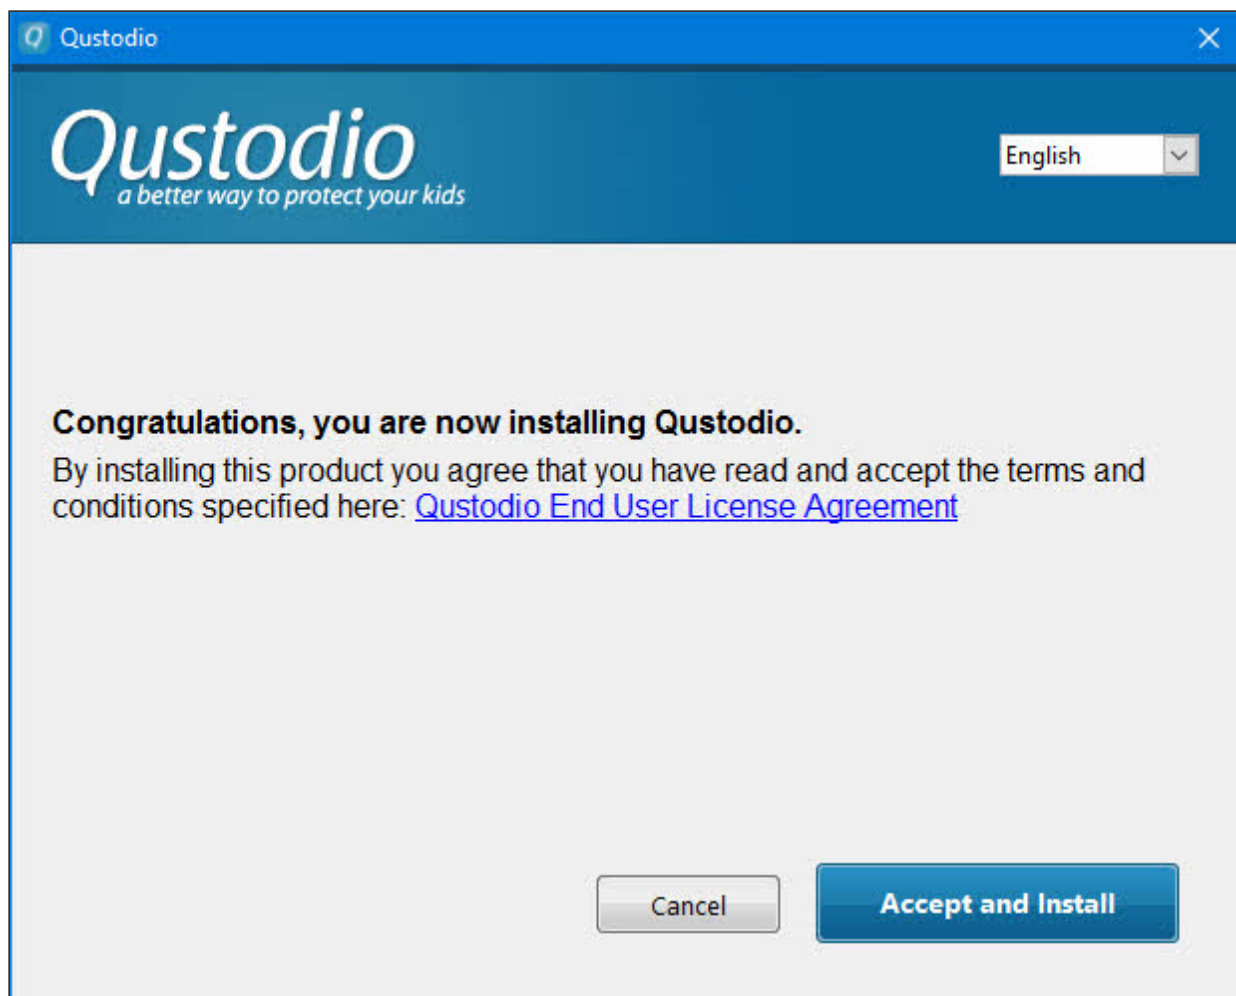 Qustodio
Qustodio
a better way to protect your kids
English
Congratulations, you are now installing Qustodio.
By installing this product you agree that you have read and accept the terms and
conditions specified here: Qustodio End User License Agreement
Cancel
Accept and Install